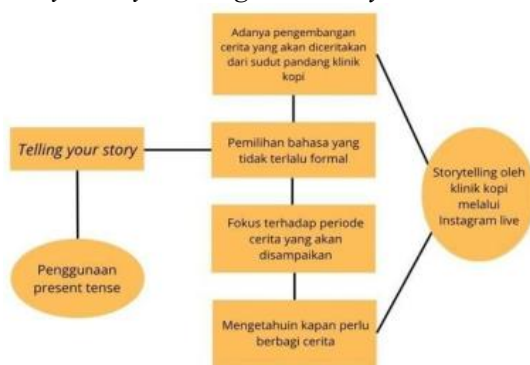 Adanya pengembangan
cerita yang akan diceritakan
dari sudut pandang klinik
kopi
Telling your story
Pemilihan bahasa yang
tidak terlalu formal
Storytelling oleh
klinik kopi
melalui
Instagram live
Fokus terhadap periode
cerita yang akan
disampaikan
Penggunaan
present tense
Mengetahuin kapan perlu
berbagi cerita